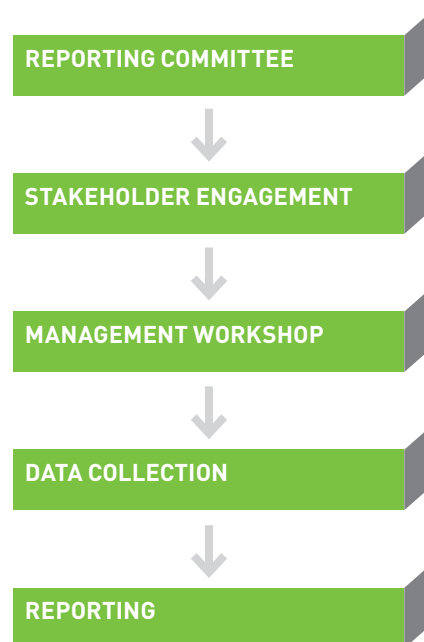 REPORTING COMMITTEE
STAKEHOLDER ENGAGEMENT
MANAGEMENT WORKSHOP
DATA COLLECTION
REPORTING